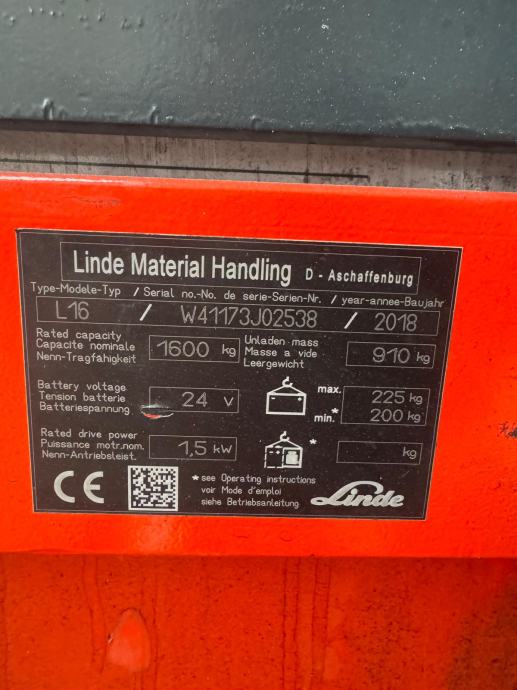 Linde Material Handling D - Aschaffenburg
Type-Modele-Typ / Serial no.-No. de serie-Serien-Nr. / year-annee-Baujahr
L16 / W41173J02538 / 2018
Rated capacity
Capacite nominale
Nenn-Tragfähigkeit
1600 kg
Unladen mass
Masse a vide
Leergewicht
910 kg
Battery voltage
Tension batterie
Batteriespannung
24 V
max. 225 kg
min.* 200 kg
Rated drive power
Puissance motr.nom.
Nenn-Antriebsleist.
1,5 kW
* kg
CE
* see Operating instructions
voir Mode d'emploi
siehe Betriebsanleitung
Linde